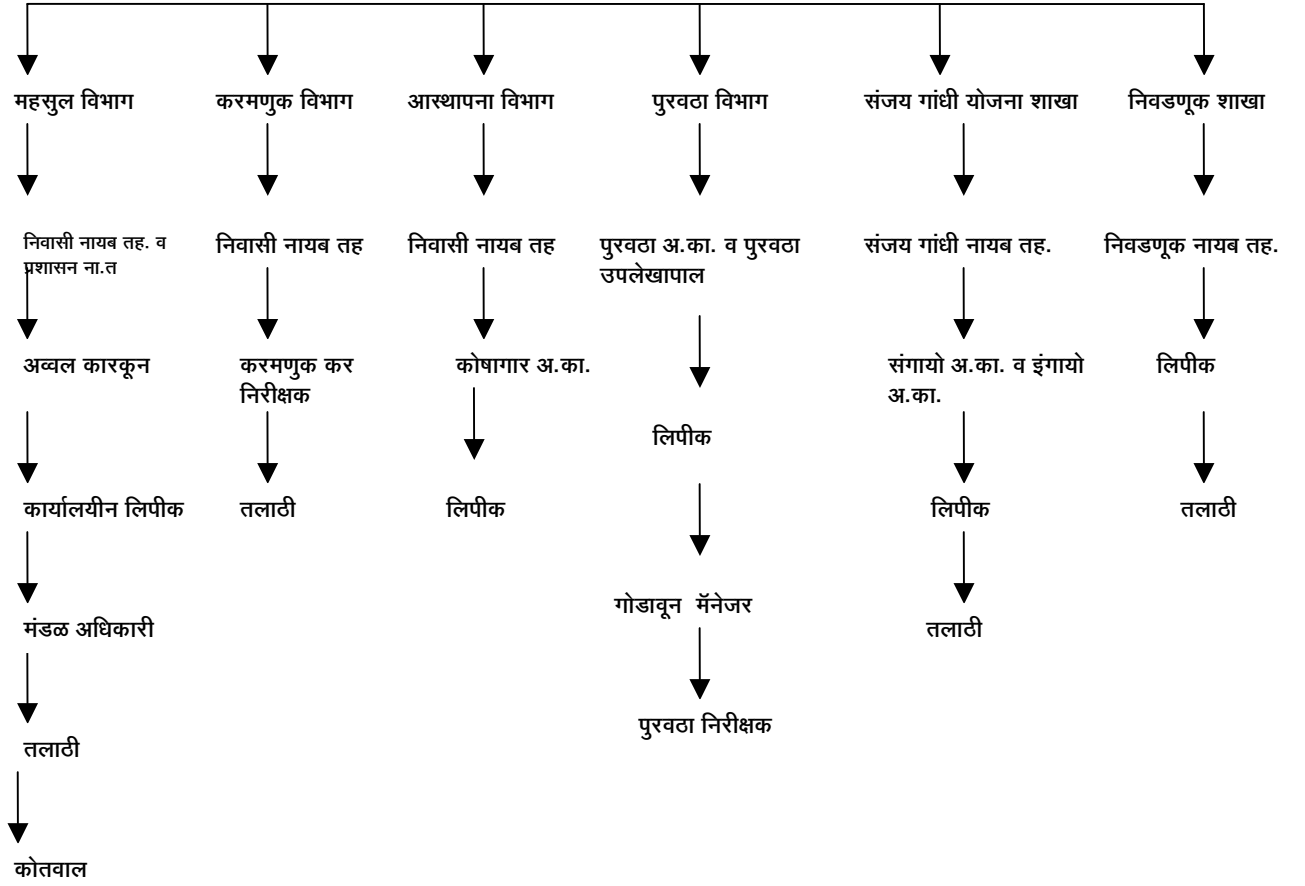 महसुल विभाग
करमणुक विभाग
आस्थापना विभाग
पुरवठा विभाग
संजय गांधी योजना शाखा
निवडणूक शाखा
निवासी नायब तह. व
प्रशासन ना.त
निवासी नायब तह
निवासी नायब तह
पुरवठा अ.का. व पुरवठा
उपलेखापाल
संजय गांधी नायब तह.
निवडणूक नायब तह.
अव्वल कारकून
करमणुक कर
निरीक्षक
कोषागार अ.का.
संगायो अ.का. व इंगायो
अ.का.
लिपीक
लिपीक
कार्यालयीन लिपीक
तलाठी
लिपीक
लिपीक
तलाठी
गोडावून मॅनेजर
मंडळ अधिकारी
तलाठी
पुरवठा निरीक्षक
तलाठी
कोतवाल